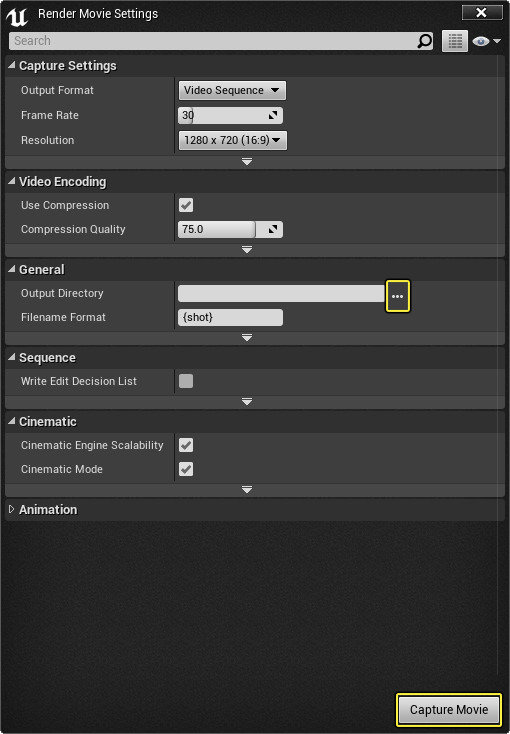 Render Movie Settings
Search
Capture Settings
Output Format Video Sequence
Frame Rate 30
Resolution 1280 x 720 (16:9)
Video Encoding
Use Compression
Compression Quality 75.0
General
Output Directory ...
Filename Format {shot}
Sequence
Write Edit Decision List
Cinematic
Cinematic Engine Scalability
Cinematic Mode
Animation
Capture Movie